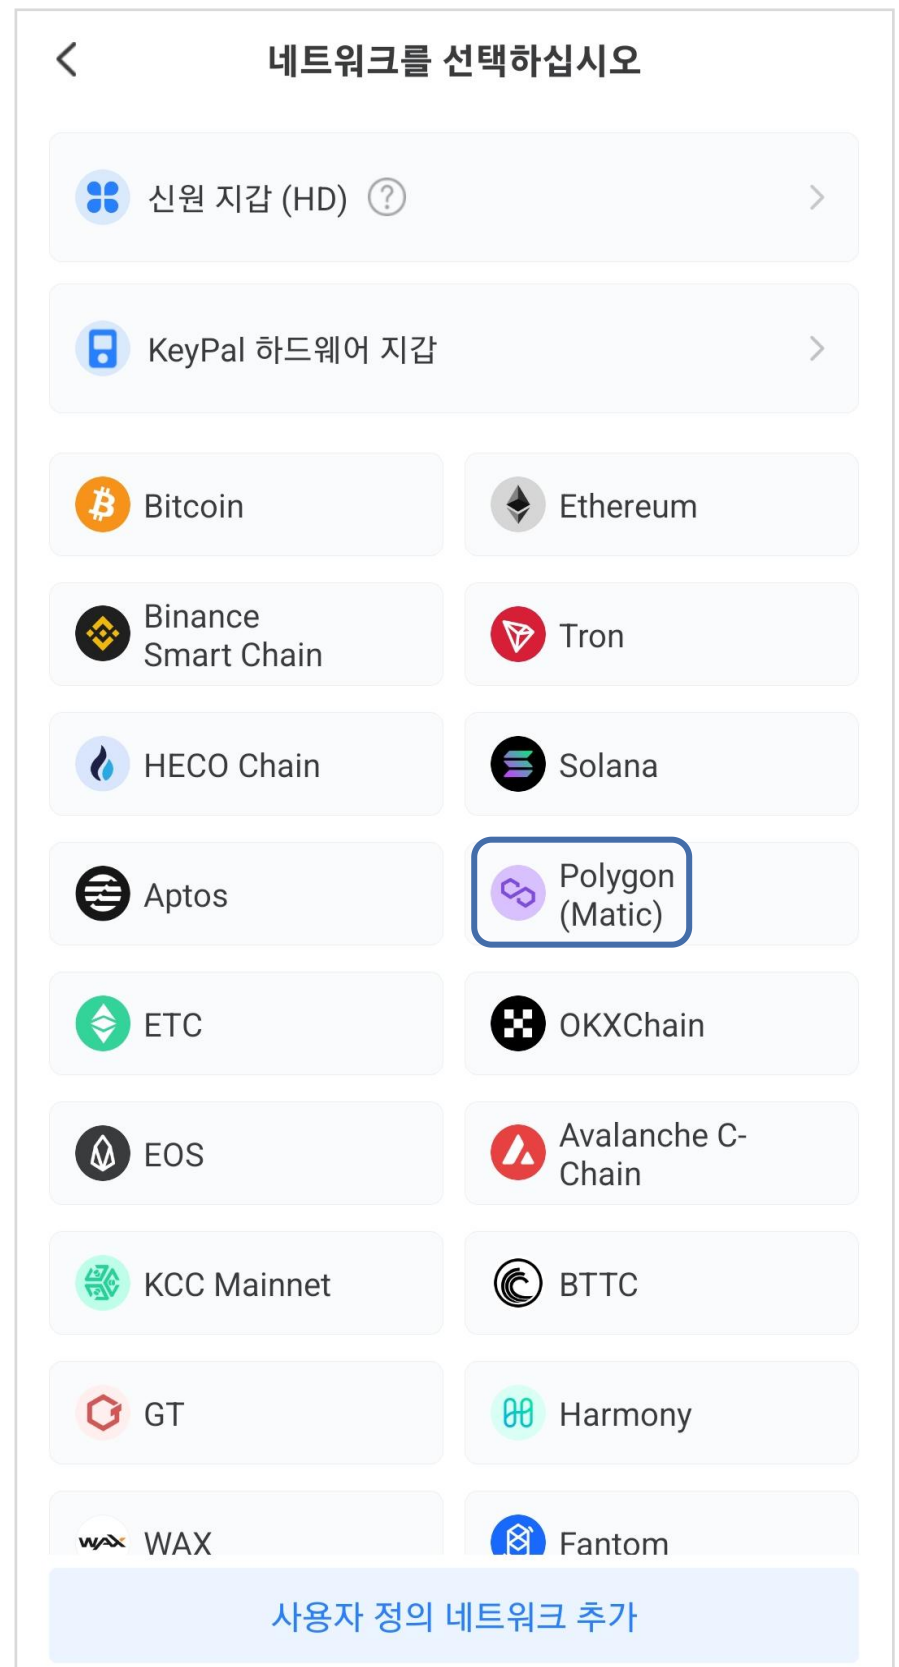 네트워크를 선택하십시오
신원 지갑 (HD) ?
KeyPal 하드웨어 지갑
Bitcoin
Ethereum
Binance
Smart Chain
Tron
HECO Chain
Solana
Aptos
Polygon
(Matic)
ETC
OKXChain
EOS
Avalanche C-
Chain
KCC Mainnet
BTTC
GT
Harmony
WAX WAX
Fantom
사용자 정의 네트워크 추가